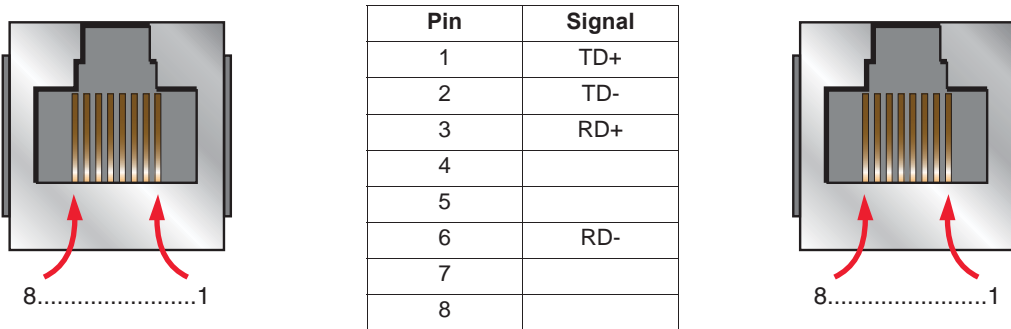 Pin Signal
1 TD+
2 TD-
3 RD+
4
5
6 RD-
7
8
8.......................1
8.......................1